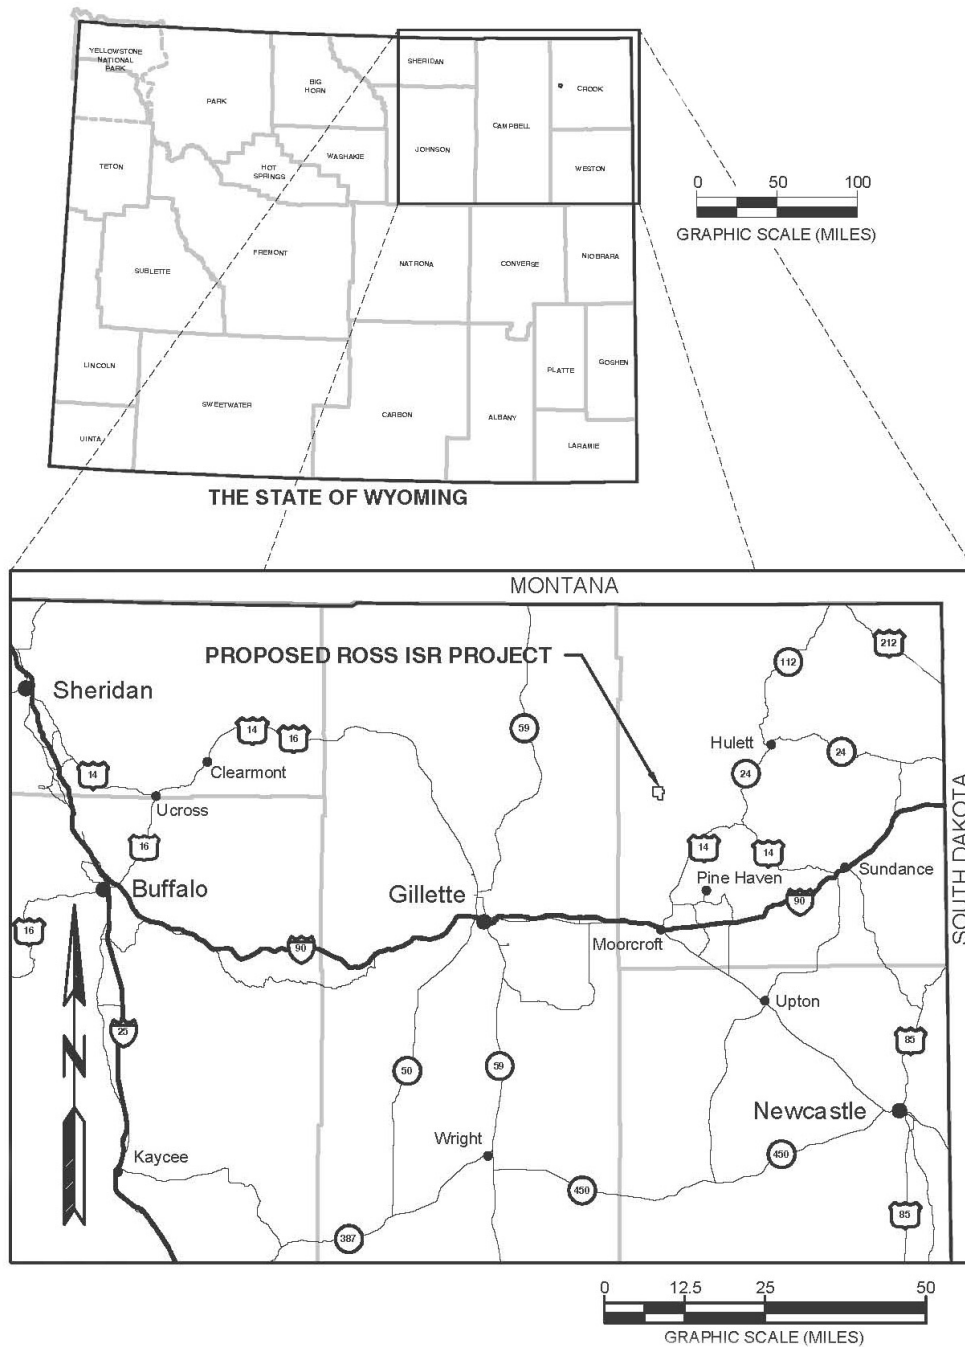 YELLOWSTONE
NATIONAL
PARK
PARK
BIG
HORN
SHERIDAN
CROOK
CAMPBELL
JOHNSON
WASHAKIE
HOT
SPRINGS
TETON
WESTON
0 50 100
GRAPHIC SCALE (MILES)
SUBLETTE
FREMONT
NATRONA
CONVERSE
NIOBRARA
LINCOLN
SWEETWATER
CARBON
ALBANY
PLATTE
GOSHEN
UINTA
LARAMIE
THE STATE OF WYOMING
MONTANA
PROPOSED ROSS ISR PROJECT
212
112
Sheridan
59
14
16
Hulett
24
24
Clearmont
14
Ucross
16
14
14
SOUTH DAKOTA
Buffalo
Gillette
Pine Haven
Sundance
90
16
90
Moorcroft
N
25
Upton
85
50
59
Newcastle
Wright
450
Kaycee
450
85
387
0 12.5 25 50
GRAPHIC SCALE (MILES)